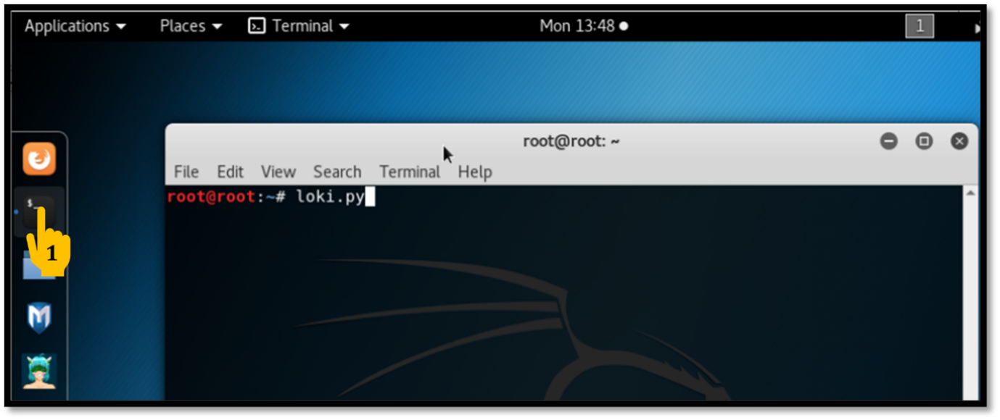 Applications Places Terminal Mon 13:48 1
root@root: ~
File Edit View Search Terminal Help
root@root:~# loki.py
$_
1